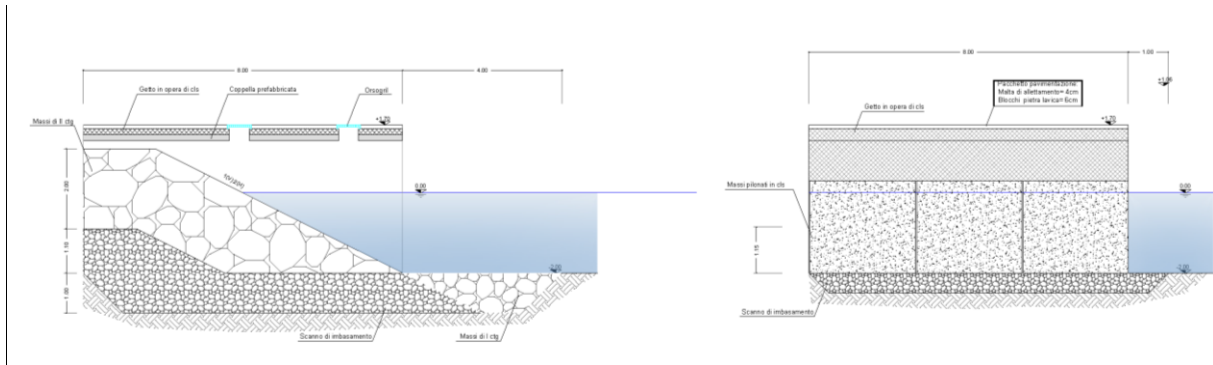 8.00
4.00
Getto in opera di cls
Coppella prefabbricata
Orsogril
Massi di II ctg
+1.70
0.00
2.00
1.10
1.00
-2.00
Scanno di imbasamento
Massi di I ctg
8.00
1.00
Pacchetto pavimentazione:
Malta di allettamento= 4cm
Blocchi pietra lavica= 6cm
Getto in opera di cls
+1.70
Massi pilonati in cls
0.00
1.15
-2.00
Scanno di imbasamento